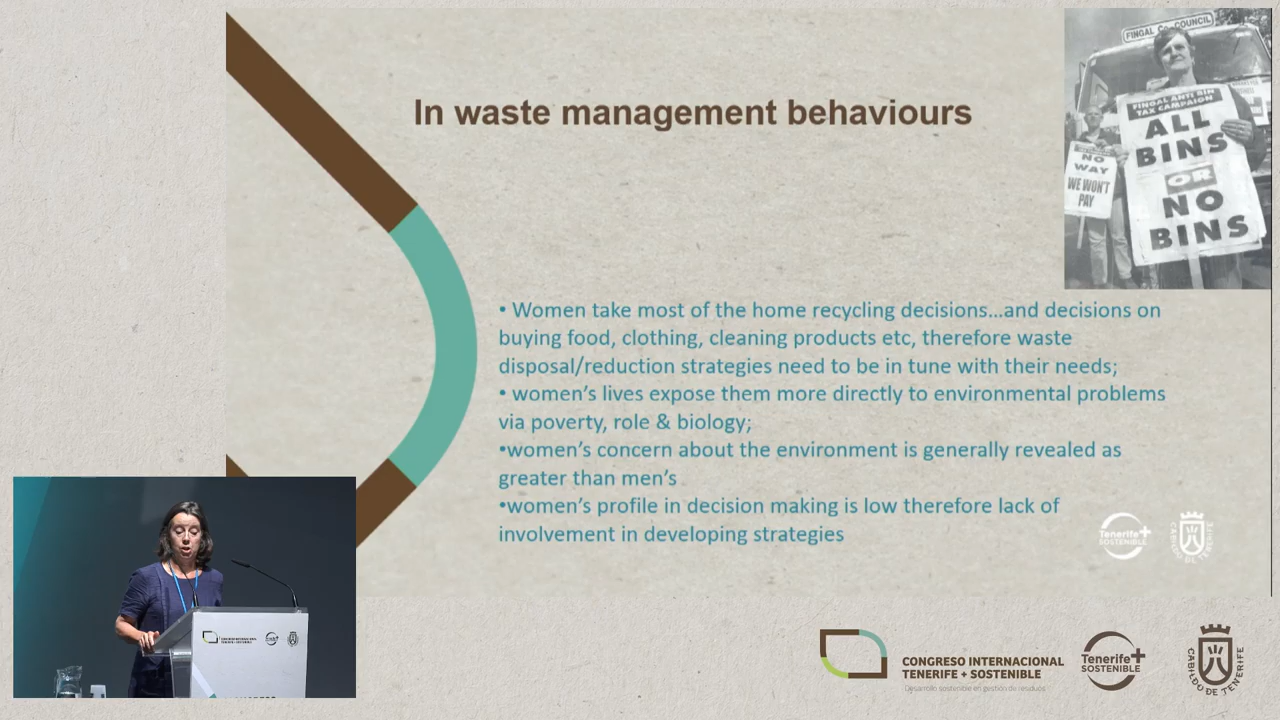 In waste management behaviours
FINGAL Co COUNCIL
FINGAL ANTI BIN
TAX CAMPAIGN
ALL
BINS
OR
NO
BINS
NO
WAY
WE WON'T
PAY
• Women take most of the home recycling decisions...and decisions on
buying food, clothing, cleaning products etc, therefore waste
disposal/reduction strategies need to be in tune with their needs;
• women's lives expose them more directly to environmental problems
via poverty, role & biology;
•women's concern about the environment is generally revealed as
greater than men's
•women's profile in decision making is low therefore lack of
involvement in developing strategies
Tenerife+
SOSTENIBLE
CABILDO DE TENERIFE
CONGRESO INTERNACIONAL
TENERIFE + SOSTENIBLE
CONGRESO INTERNACIONAL
TENERIFE + SOSTENIBLE
Desarrollo sostenible en gestión de residuos
Tenerife+
SOSTENIBLE
CABILDO DE TENERIFE